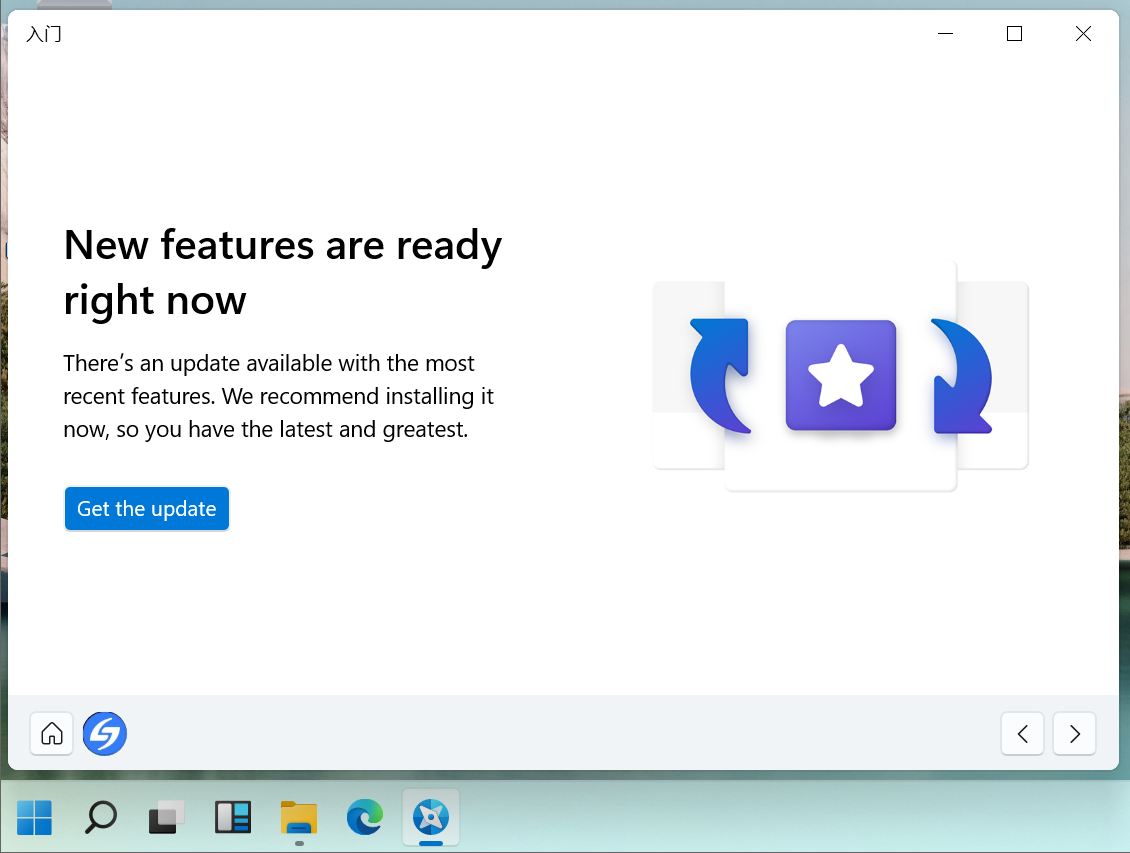 入门
New features are ready
right now
There's an update available with the most
recent features. We recommend installing it
now, so you have the latest and greatest.
Get the update